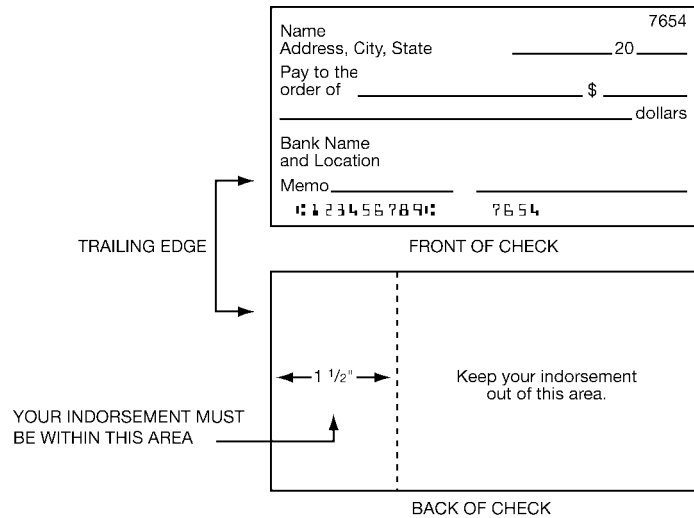 7654
Name
Address, City, State 20
Pay to the
order of $
dollars
Bank Name
and Location
Memo
⑆123456789⑆ 7654
TRAILING EDGE
FRONT OF CHECK
1 1/2"
Keep your indorsement
out of this area.
YOUR INDORSEMENT MUST
BE WITHIN THIS AREA
BACK OF CHECK